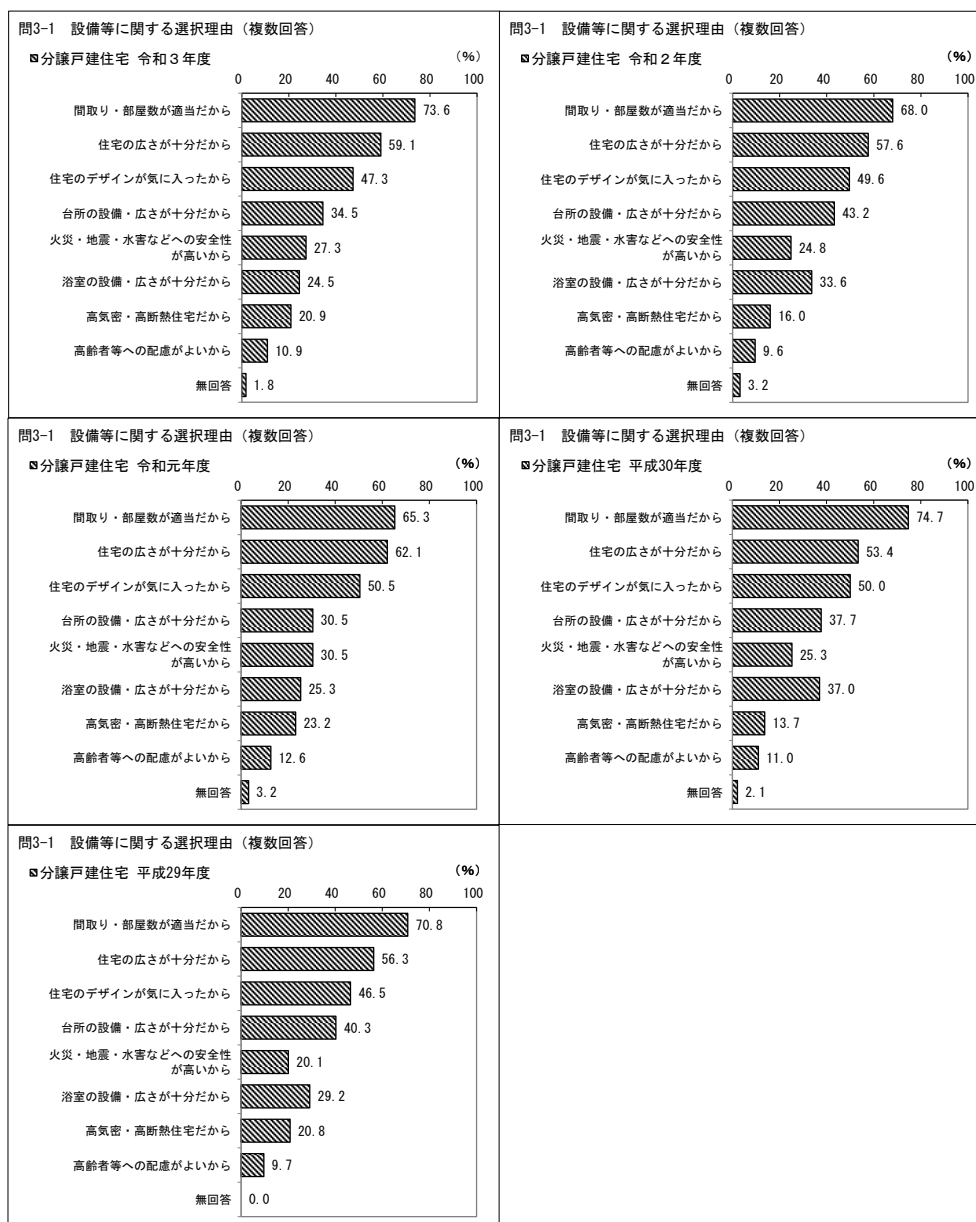 問3-1 設備等に関する選択理由（複数回答）
分譲戸建住宅 令和３年度
(%)
0 20 40 60 80 100
間取り・部屋数が適当だから 73.6
住宅の広さが十分だから 59.1
住宅のデザインが気に入ったから 47.3
台所の設備・広さが十分だから 34.5
火災・地震・水害などへの安全性
が高いから 27.3
浴室の設備・広さが十分だから 24.5
高気密・高断熱住宅だから 20.9
高齢者等への配慮がよいから 10.9
無回答 1.8
問3-1 設備等に関する選択理由（複数回答）
分譲戸建住宅 令和２年度
(%)
0 20 40 60 80 100
間取り・部屋数が適当だから 68.0
住宅の広さが十分だから 57.6
住宅のデザインが気に入ったから 49.6
台所の設備・広さが十分だから 43.2
火災・地震・水害などへの安全性
が高いから 24.8
浴室の設備・広さが十分だから 33.6
高気密・高断熱住宅だから 16.0
高齢者等への配慮がよいから 9.6
無回答 3.2
問3-1 設備等に関する選択理由（複数回答）
分譲戸建住宅 令和元年度
(%)
0 20 40 60 80 100
間取り・部屋数が適当だから 65.3
住宅の広さが十分だから 62.1
住宅のデザインが気に入ったから 50.5
台所の設備・広さが十分だから 30.5
火災・地震・水害などへの安全性
が高いから 30.5
浴室の設備・広さが十分だから 25.3
高気密・高断熱住宅だから 23.2
高齢者等への配慮がよいから 12.6
無回答 3.2
問3-1 設備等に関する選択理由（複数回答）
分譲戸建住宅 平成30年度
(%)
0 20 40 60 80 100
間取り・部屋数が適当だから 74.7
住宅の広さが十分だから 53.4
住宅のデザインが気に入ったから 50.0
台所の設備・広さが十分だから 37.7
火災・地震・水害などへの安全性
が高いから 25.3
浴室の設備・広さが十分だから 37.0
高気密・高断熱住宅だから 13.7
高齢者等への配慮がよいから 11.0
無回答 2.1
問3-1 設備等に関する選択理由（複数回答）
分譲戸建住宅 平成29年度
(%)
0 20 40 60 80 100
間取り・部屋数が適当だから 70.8
住宅の広さが十分だから 56.3
住宅のデザインが気に入ったから 46.5
台所の設備・広さが十分だから 40.3
火災・地震・水害などへの安全性
が高いから 20.1
浴室の設備・広さが十分だから 29.2
高気密・高断熱住宅だから 20.8
高齢者等への配慮がよいから 9.7
無回答 0.0